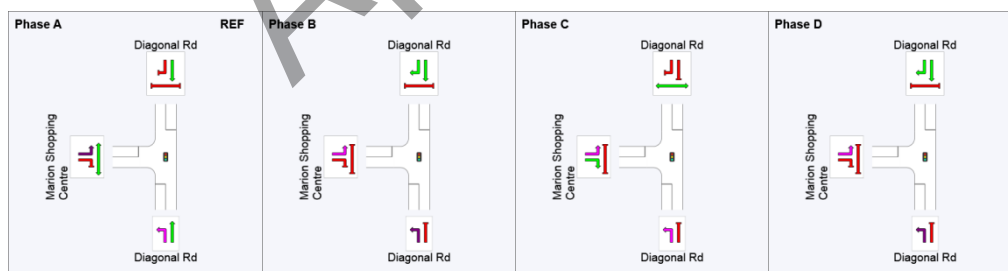 Phase A REF Phase B Phase C Phase D
Diagonal Rd Diagonal Rd Diagonal Rd Diagonal Rd
Marion Shopping
Centre
Marion Shopping
Centre
Marion Shopping
Centre
Marion Shopping
Centre
Diagonal Rd Diagonal Rd Diagonal Rd Diagonal Rd